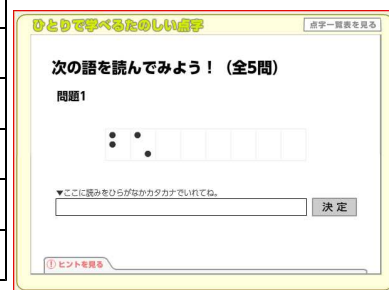 ひとりで学べるたのしい点字
点字一覧表を見る
次の語を読んでみよう！（全5問）
問題1
▼ここに読みをひらがなかカタカナでいれてね。
決定
ヒントを見る